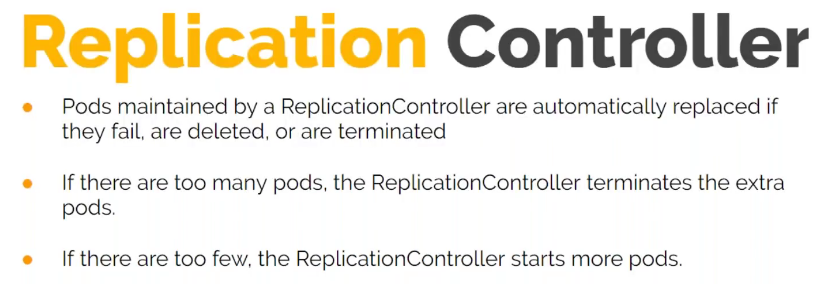 Replication Controller
• Pods maintained by a ReplicationController are automatically replaced if
they fail, are deleted, or are terminated
• If there are too many pods, the ReplicationController terminates the extra
pods.
• If there are too few, the ReplicationController starts more pods.